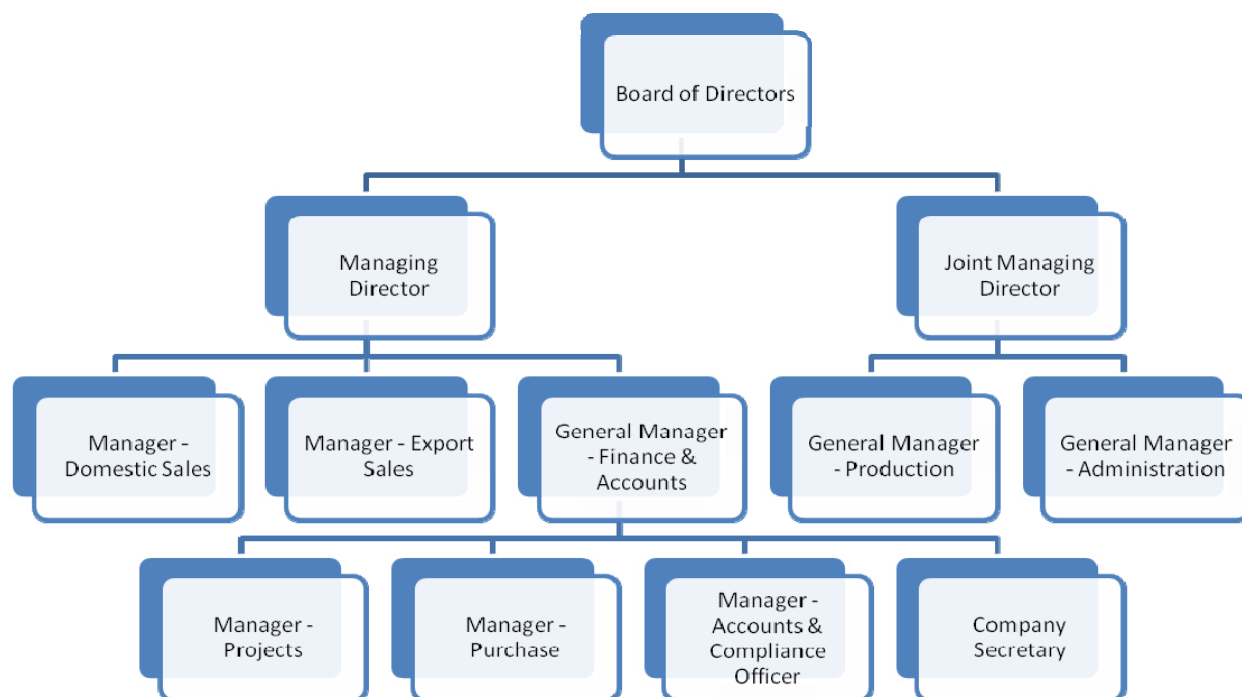 Board of Directors
Managing
Director
Joint Managing
Director
Manager -
Domestic Sales
Manager - Export
Sales
General Manager
- Finance &
Accounts
General Manager
- Production
General Manager
- Administration
Manager -
Projects
Manager -
Purchase
Manager -
Accounts &
Compliance
Officer
Company
Secretary